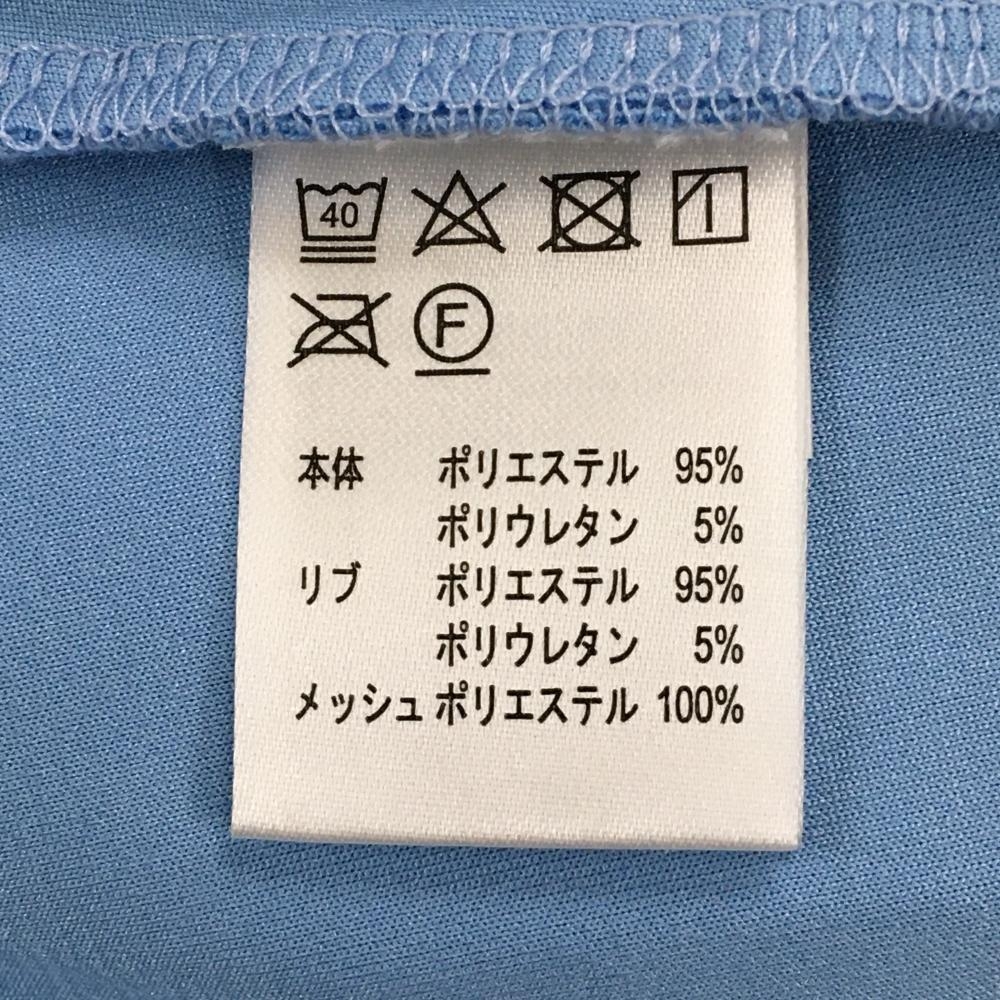 40
F
本体 ポリエステル 95%
ポリウレタン 5%
リブ ポリエステル 95%
ポリウレタン 5%
メッシュ ポリエステル 100%